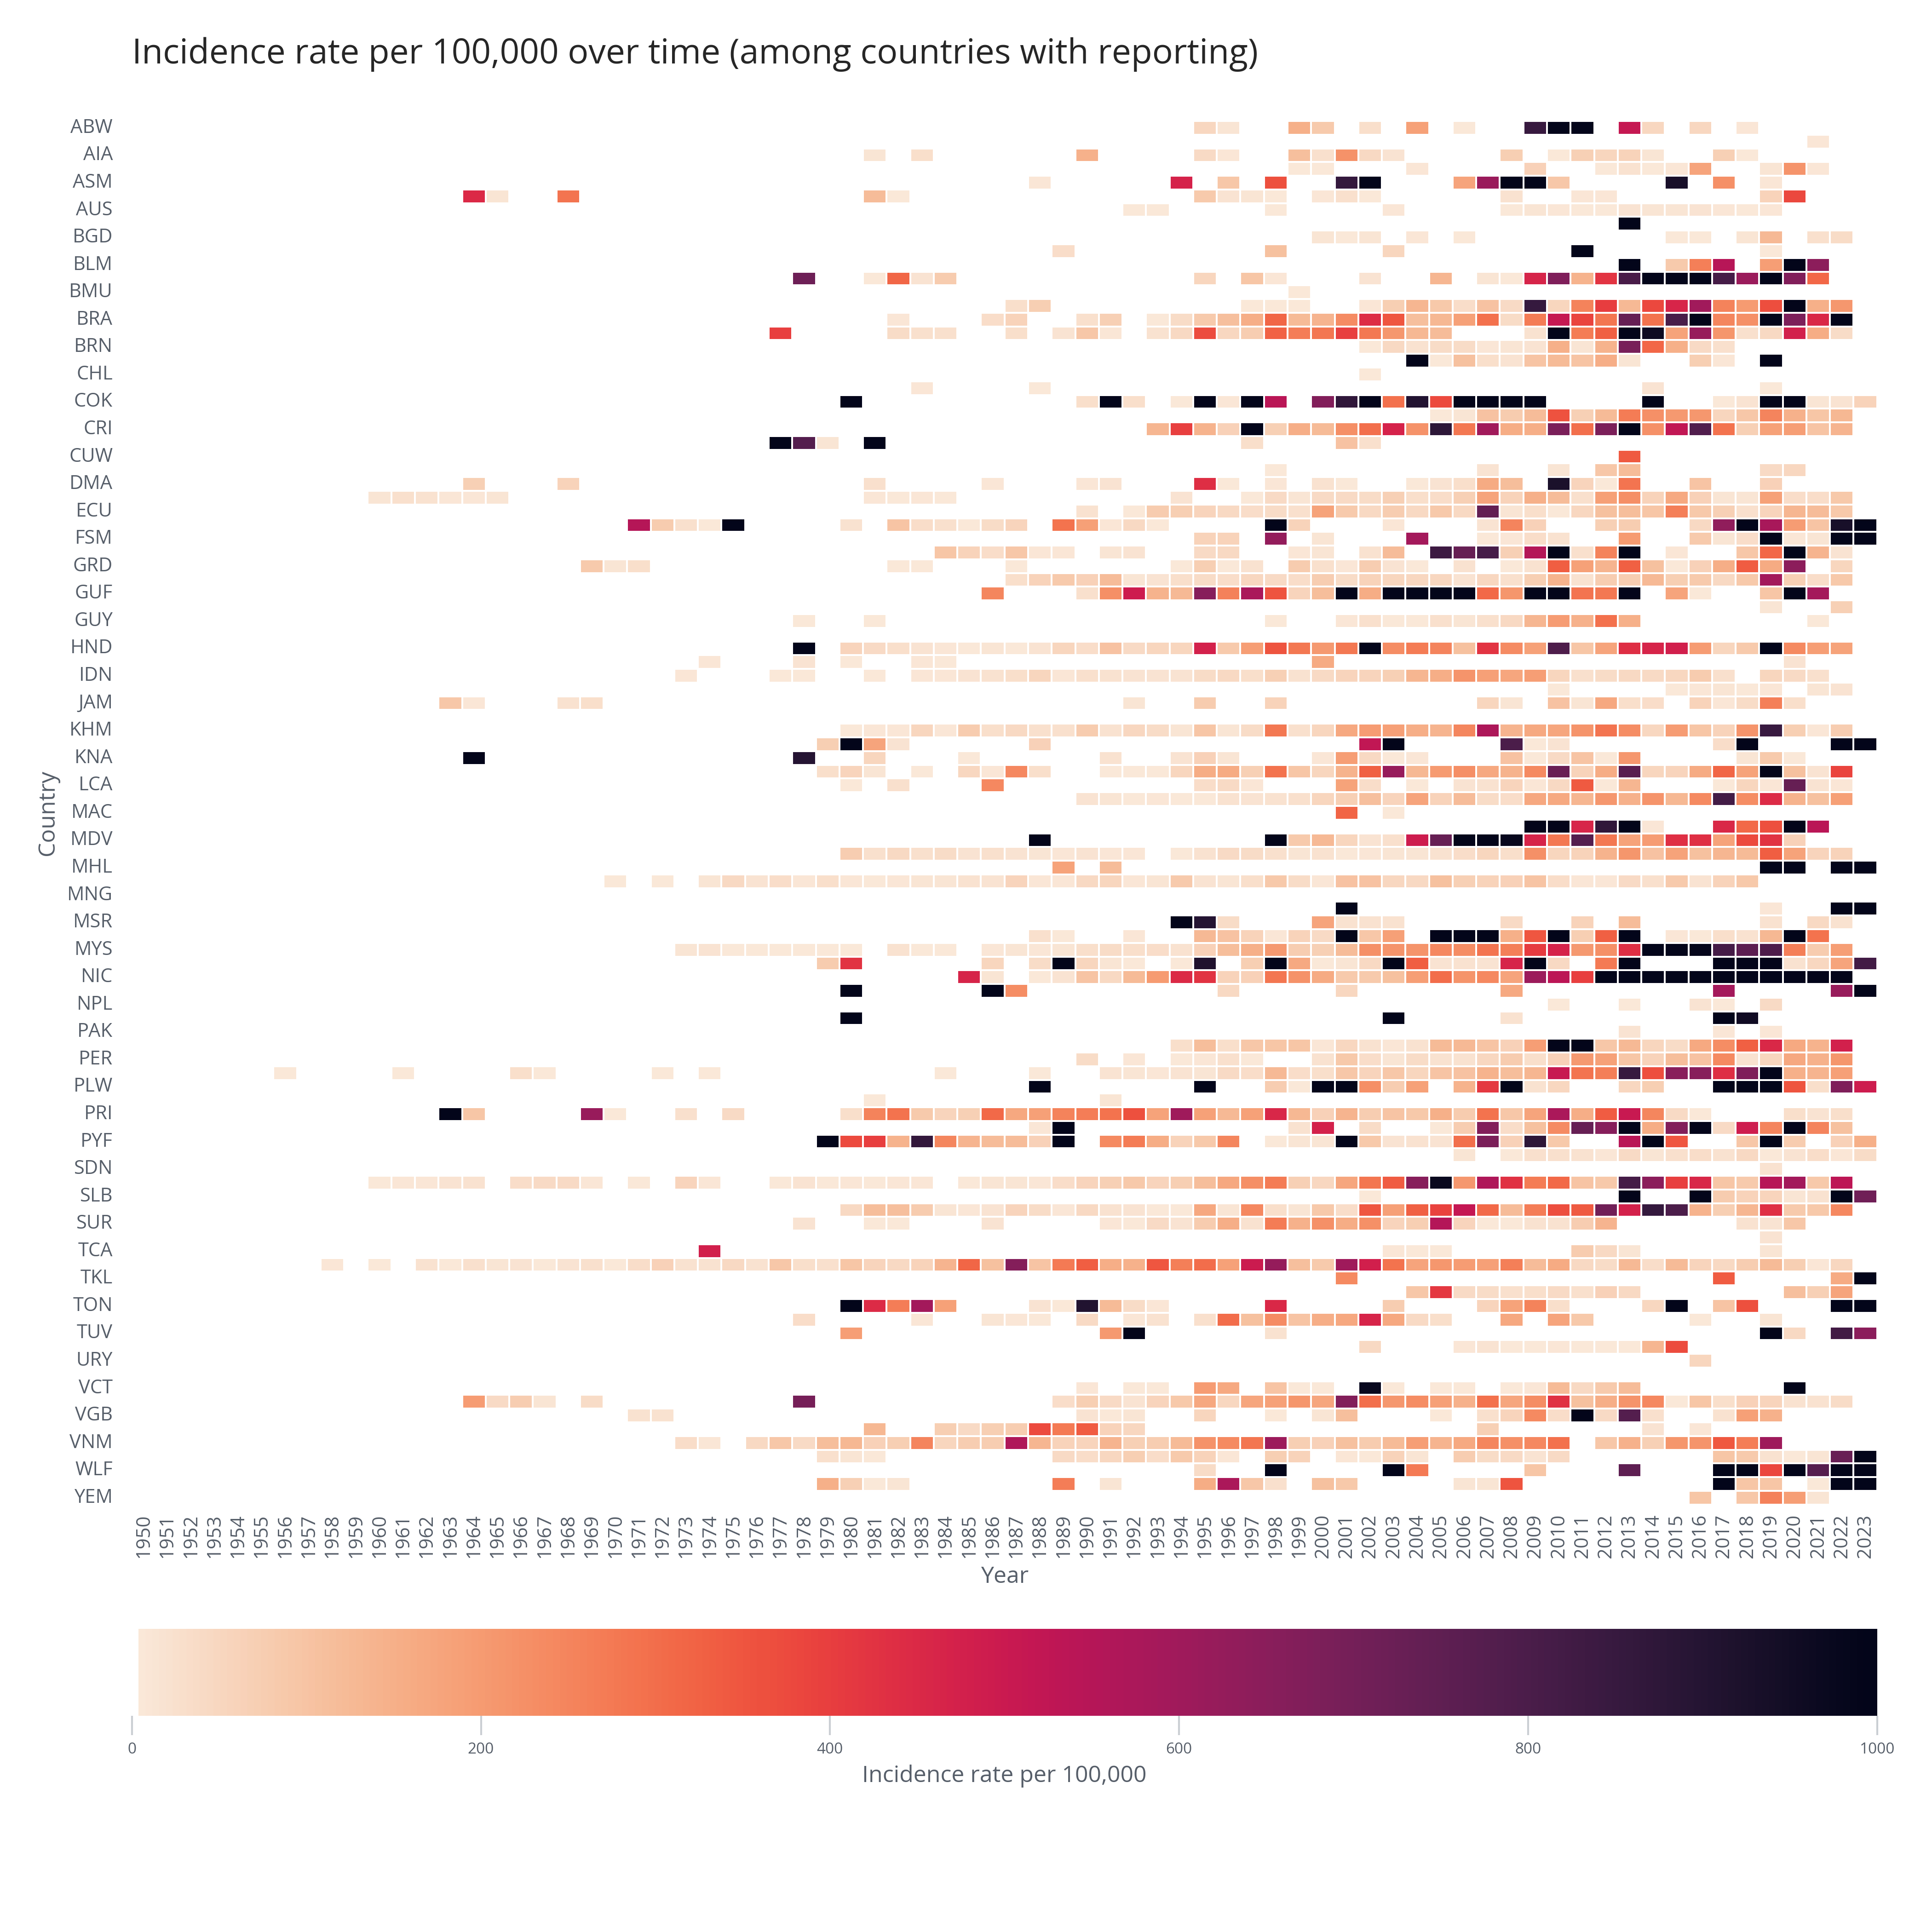 Incidence rate per 100,000 over time (among countries with reporting)
ABW
AIA
ASM
AUS
BGD
BLM
BMU
BRA
BRN
CHL
COK
CRI
CUW
DMA
ECU
FSM
GRD
GUF
GUY
HND
IDN
JAM
KHM
KNA
LCA
MAC
MDV
MHL
MNG
MSR
MYS
NIC
NPL
PAK
PER
PLW
PRI
PYF
SDN
SLB
SUR
TCA
TKL
TON
TUV
URY
VCT
VGB
VNM
WLF
YEM
Country
1950 1951 1952 1953 1954 1955 1956 1957 1958 1959 1960 1961 1962 1963 1964 1965 1966 1967 1968 1969 1970 1971 1972 1973 1974 1975 1976 1977 1978 1979 1980 1981 1982 1983 1984 1985 1986 1987 1988 1989 1990 1991 1992 1993 1994 1995 1996 1997 1998 1999 2000 2001 2002 2003 2004 2005 2006 2007 2008 2009 2010 2011 2012 2013 2014 2015 2016 2017 2018 2019 2020 2021 2022 2023
Year
0 200 400 600 800 1000
Incidence rate per 100,000